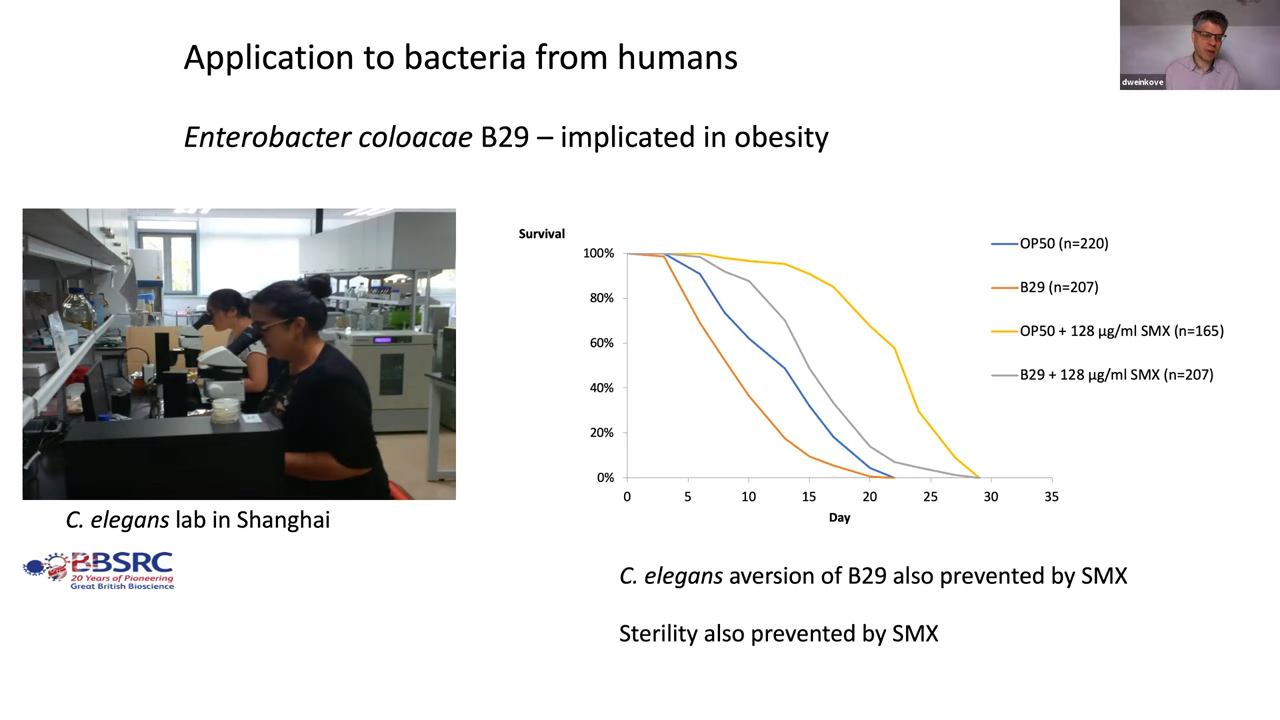 Application to bacteria from humans
dweinkove
Enterobacter coloacae B29 – implicated in obesity
Survival
100%
80%
60%
40%
20%
0%
0 5 10 15 20 25 30 35
Day
OP50 (n=220)
B29 (n=207)
OP50 + 128 µg/ml SMX (n=165)
B29 + 128 µg/ml SMX (n=207)
C. elegans lab in Shanghai
BBSRC
20 Years of Pioneering
Great British Bioscience
C. elegans aversion of B29 also prevented by SMX
Sterility also prevented by SMX